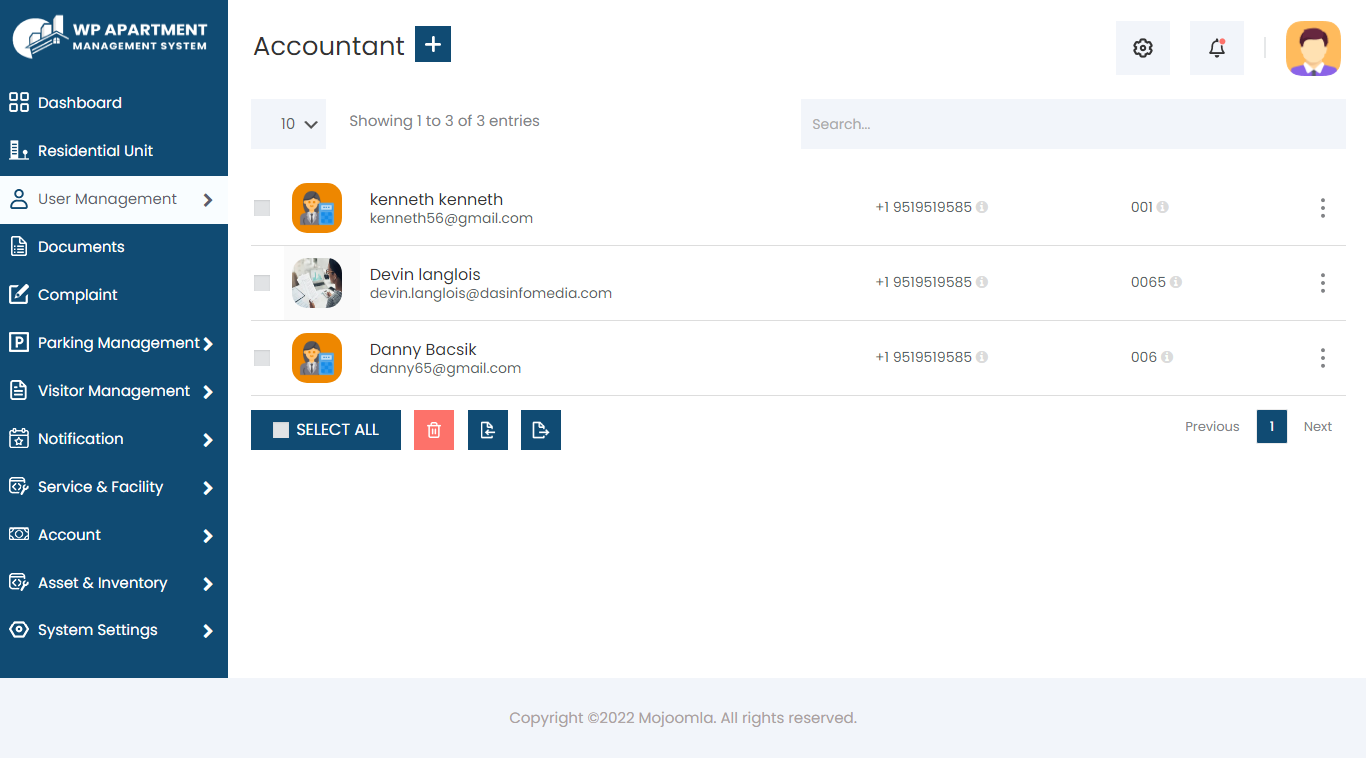 WP APARTMENT
MANAGEMENT SYSTEM
Dashboard
Residential Unit
User Management
Documents
Complaint
Parking Management
Visitor Management
Notification
Service & Facility
Account
Asset & Inventory
System Settings
Accountant
10
Showing 1 to 3 of 3 entries
Search...
kenneth kenneth
kenneth56@gmail.com
+1 9519519585
001
Devin langlois
devin.langlois@dasinfomedia.com
+1 9519519585
0065
Danny Bacsik
danny65@gmail.com
+1 9519519585
006
SELECT ALL
Previous
1
Next
Copyright ©2022 Mojoomla. All rights reserved.